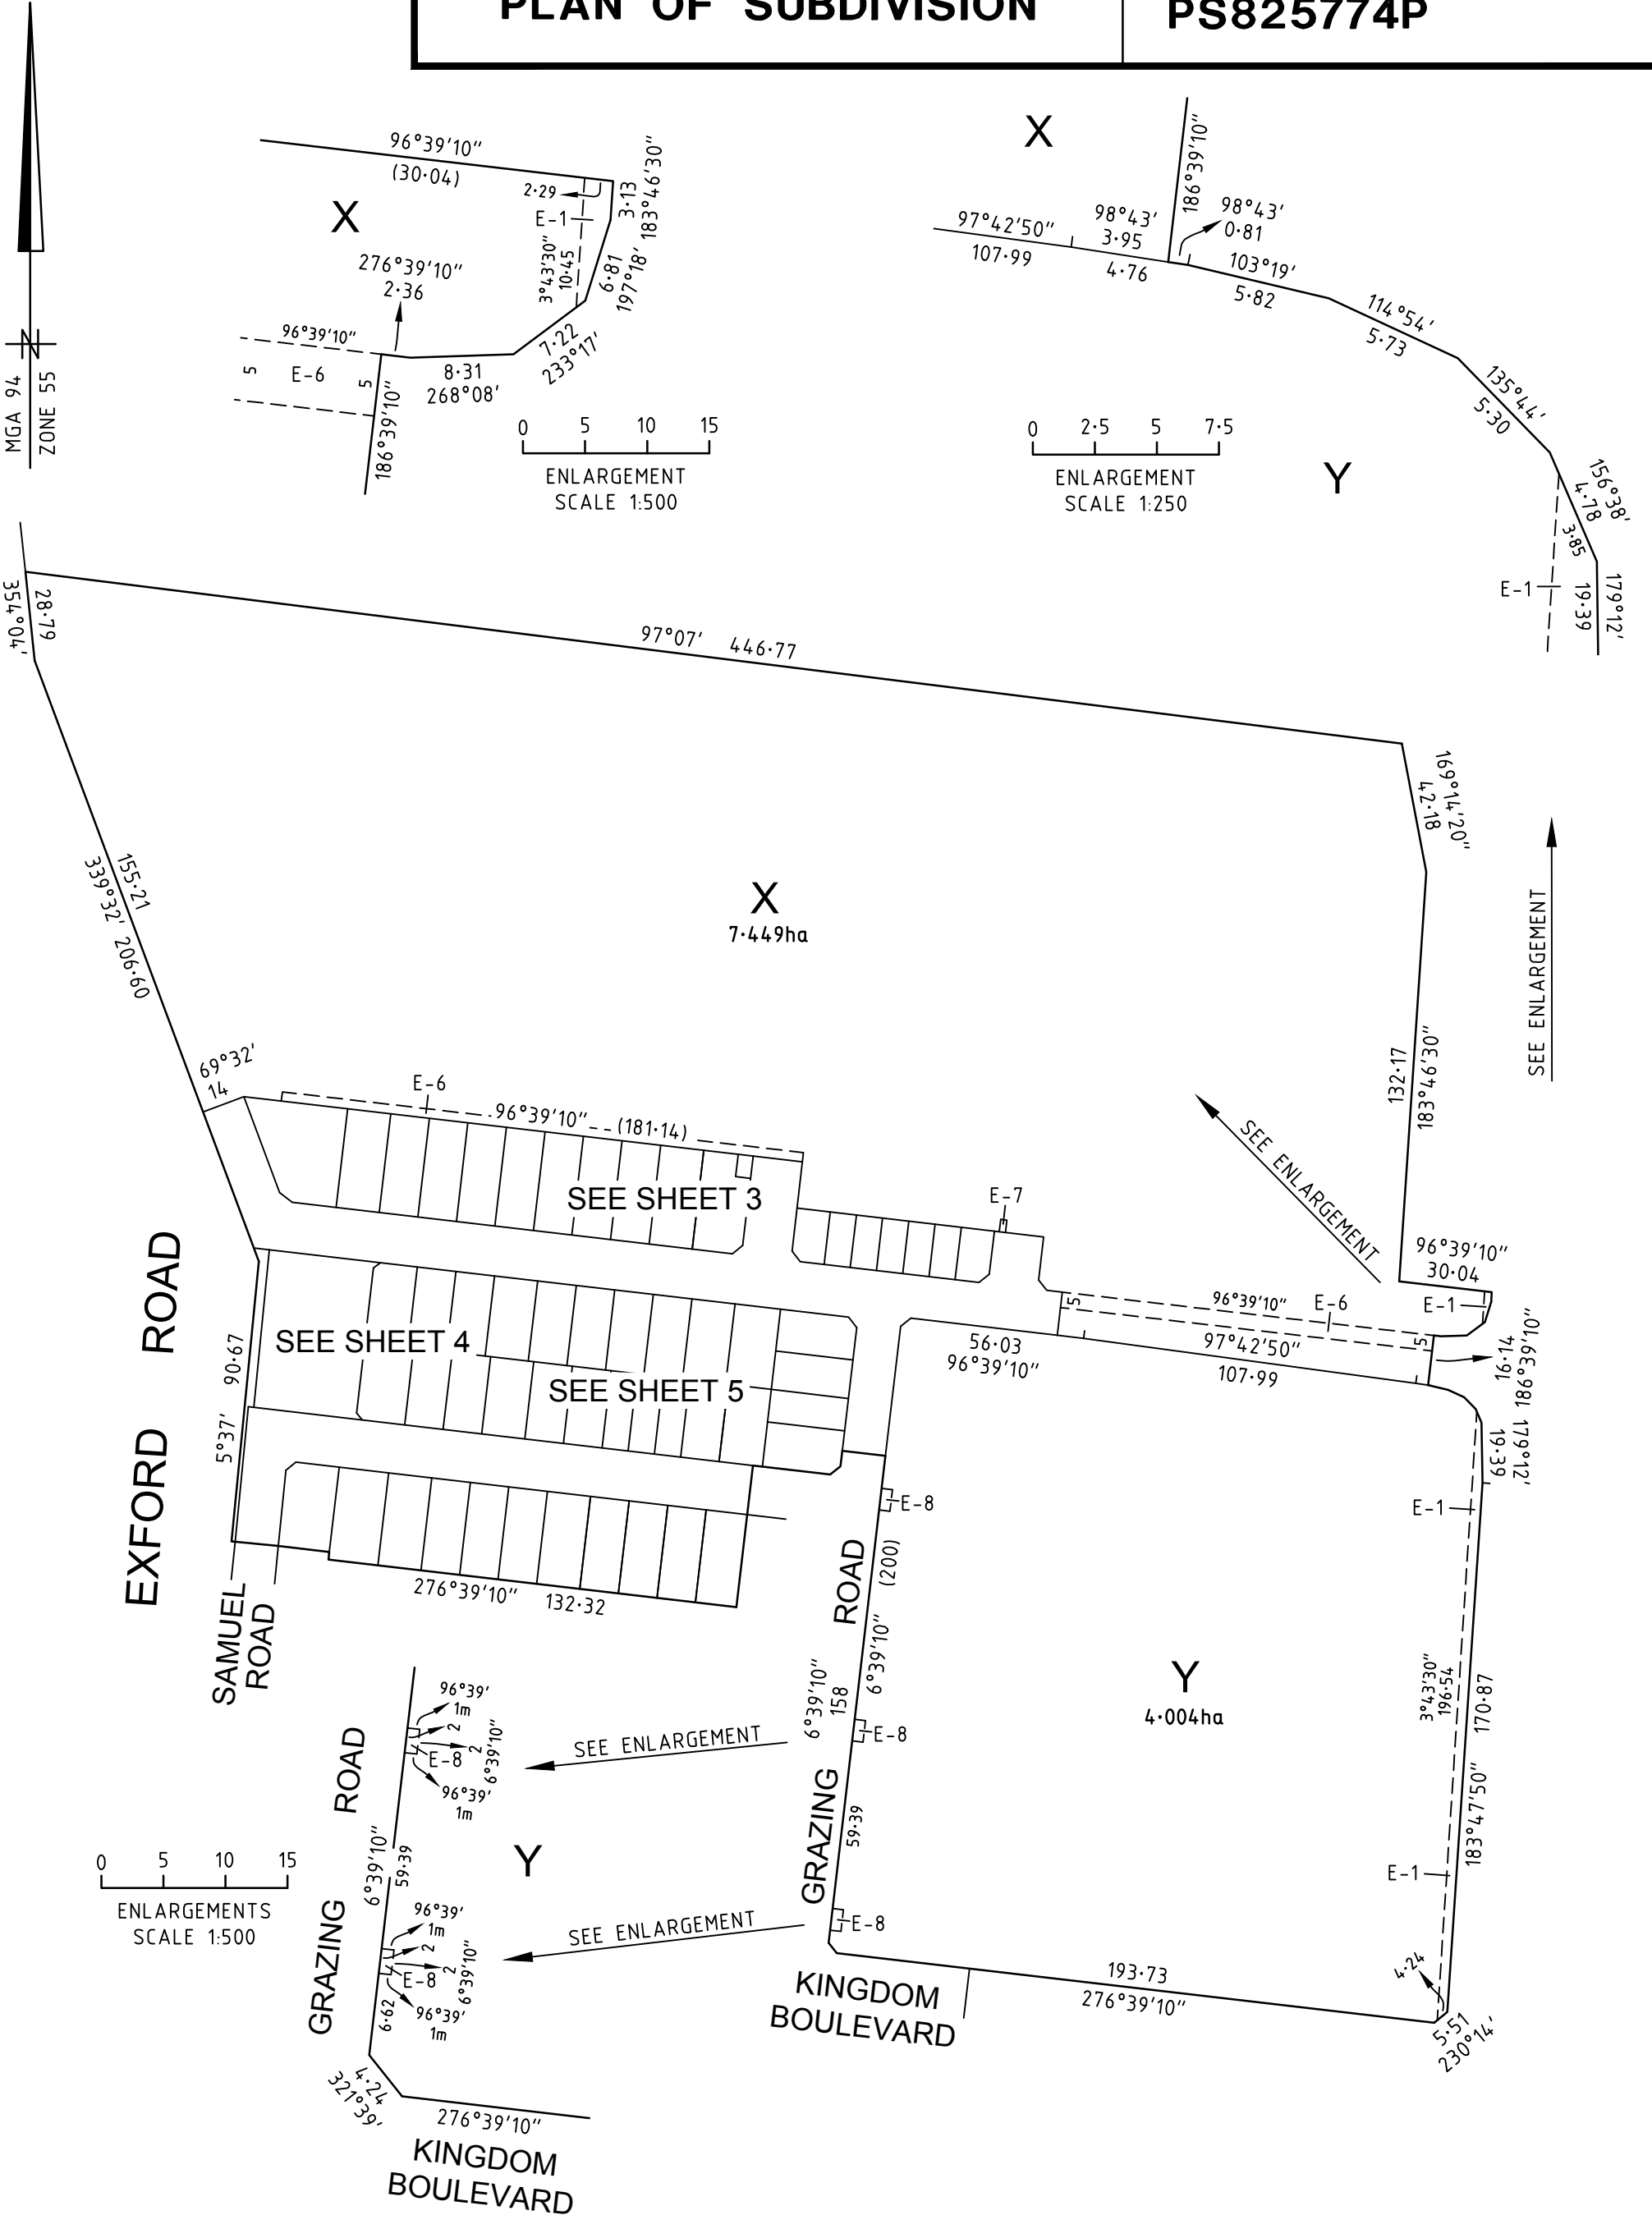 PLAN OF SUBDIVISION
PS825774P
MGA 94
ZONE 55
96°39'10"
(30·04)
X
2·29
E-1
3·13
183°46'30"
3°43'30"
10·45
6·81
197°18'
276°39'10"
2·36
96°39'10"
5
E-6
5
186°39'10"
8·31
268°08'
7·22
233°17'
0 5 10 15
ENLARGEMENT
SCALE 1:500
X
186°39'10"
97°42'50"
107·99
98°43'
3·95
4·76
98°43'
0·81
103°19'
5·82
114°54'
5·73
135°44'
5·30
156°38'
4·78
3·85
E-1
179°12'
19·39
0 2·5 5 7·5
ENLARGEMENT
SCALE 1:250
Y
28·79
354°04'
97°07' 446·77
169°14'20"
42·18
X
7·449ha
155·21
339°32' 206·60
SEE ENLARGEMENT
132·17
183°46'30"
69°32'
14
E-6
96°39'10" (181·14)
SEE ENLARGEMENT
SEE SHEET 3
E-7
96°39'10"
30·04
E-1
5
96°39'10"
E-6
5
16·14
186°39'10"
SEE SHEET 4
SEE SHEET 5
56·03
96°39'10"
97°42'50"
107·99
EXFORD ROAD
90·67
5°37'
179°12'
19·39
E-1
E-8
276°39'10" 132·32
SAMUEL
ROAD
GRAZING ROAD
(200)
6°39'10"
6°39'10"
158
E-8
59·39
E-8
Y
4·004ha
3°43'30"
196·54
170·87
183°47'50"
E-1
4·24
5·51
230°14'
193·73
276°39'10"
KINGDOM
BOULEVARD
SEE ENLARGEMENT
SEE ENLARGEMENT
96°39'
1m
2
2
6°39'10"
E-8
96°39'
1m
GRAZING ROAD
6°39'10"
59·39
Y
96°39'
1m
2
2
6°39'10"
E-8
96°39'
1m
6·62
4·24
321°39'
276°39'10"
KINGDOM
BOULEVARD
0 5 10 15
ENLARGEMENTS
SCALE 1:500